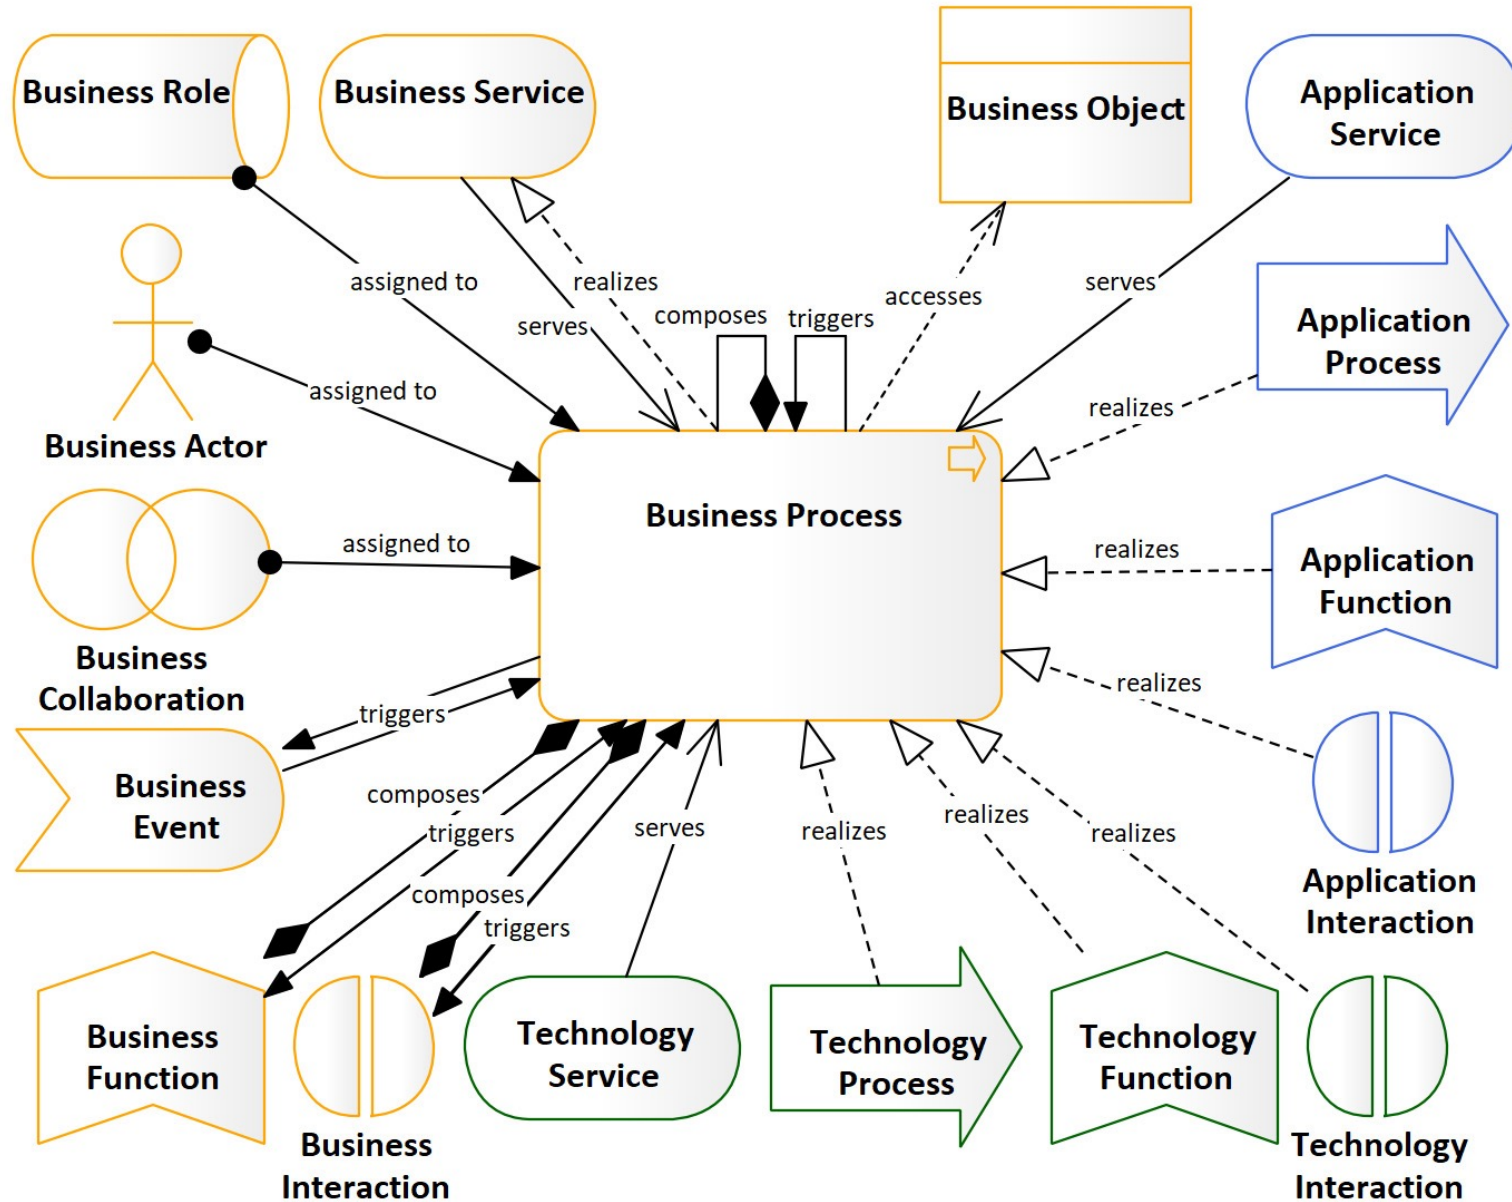 Business Role
Business Service
Business Object
Application
Service
assigned to
realizes
serves
composes
triggers
accesses
serves
Application
Process
assigned to
realizes
Business Actor
Business Process
assigned to
realizes
Application
Function
Business
Collaboration
triggers
realizes
Business
Event
composes
triggers
serves
realizes
realizes
realizes
composes
triggers
Application
Interaction
Business
Function
Business
Interaction
Technology
Service
Technology
Process
Technology
Function
Technology
Interaction